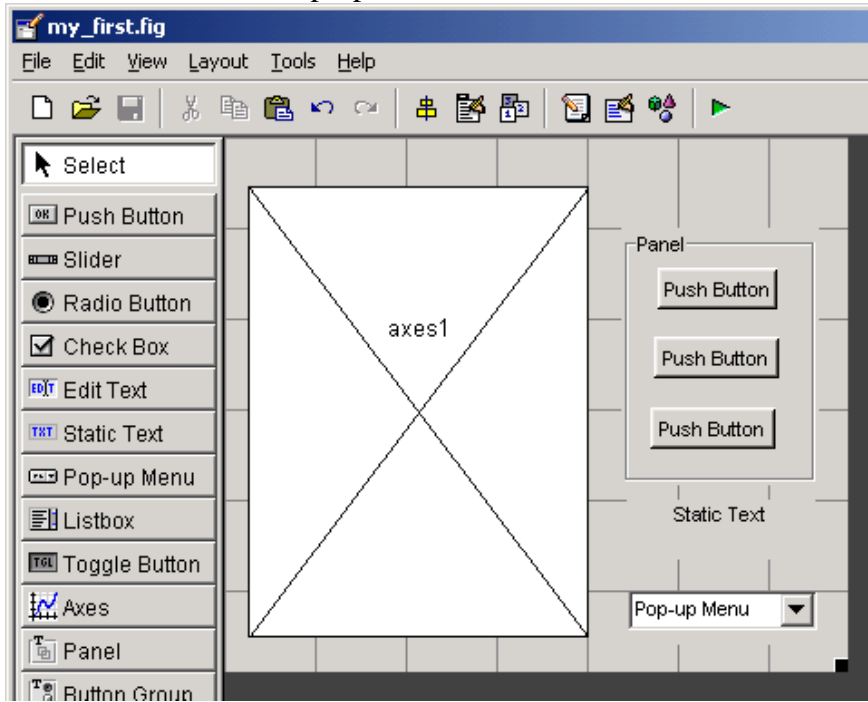 my_first.fig
File Edit View Layout Tools Help
Select
Push Button
Slider
Radio Button
Check Box
Edit Text
Static Text
Pop-up Menu
Listbox
Toggle Button
Axes
Panel
Button Group
axes1
Panel
Push Button
Push Button
Push Button
Static Text
Pop-up Menu